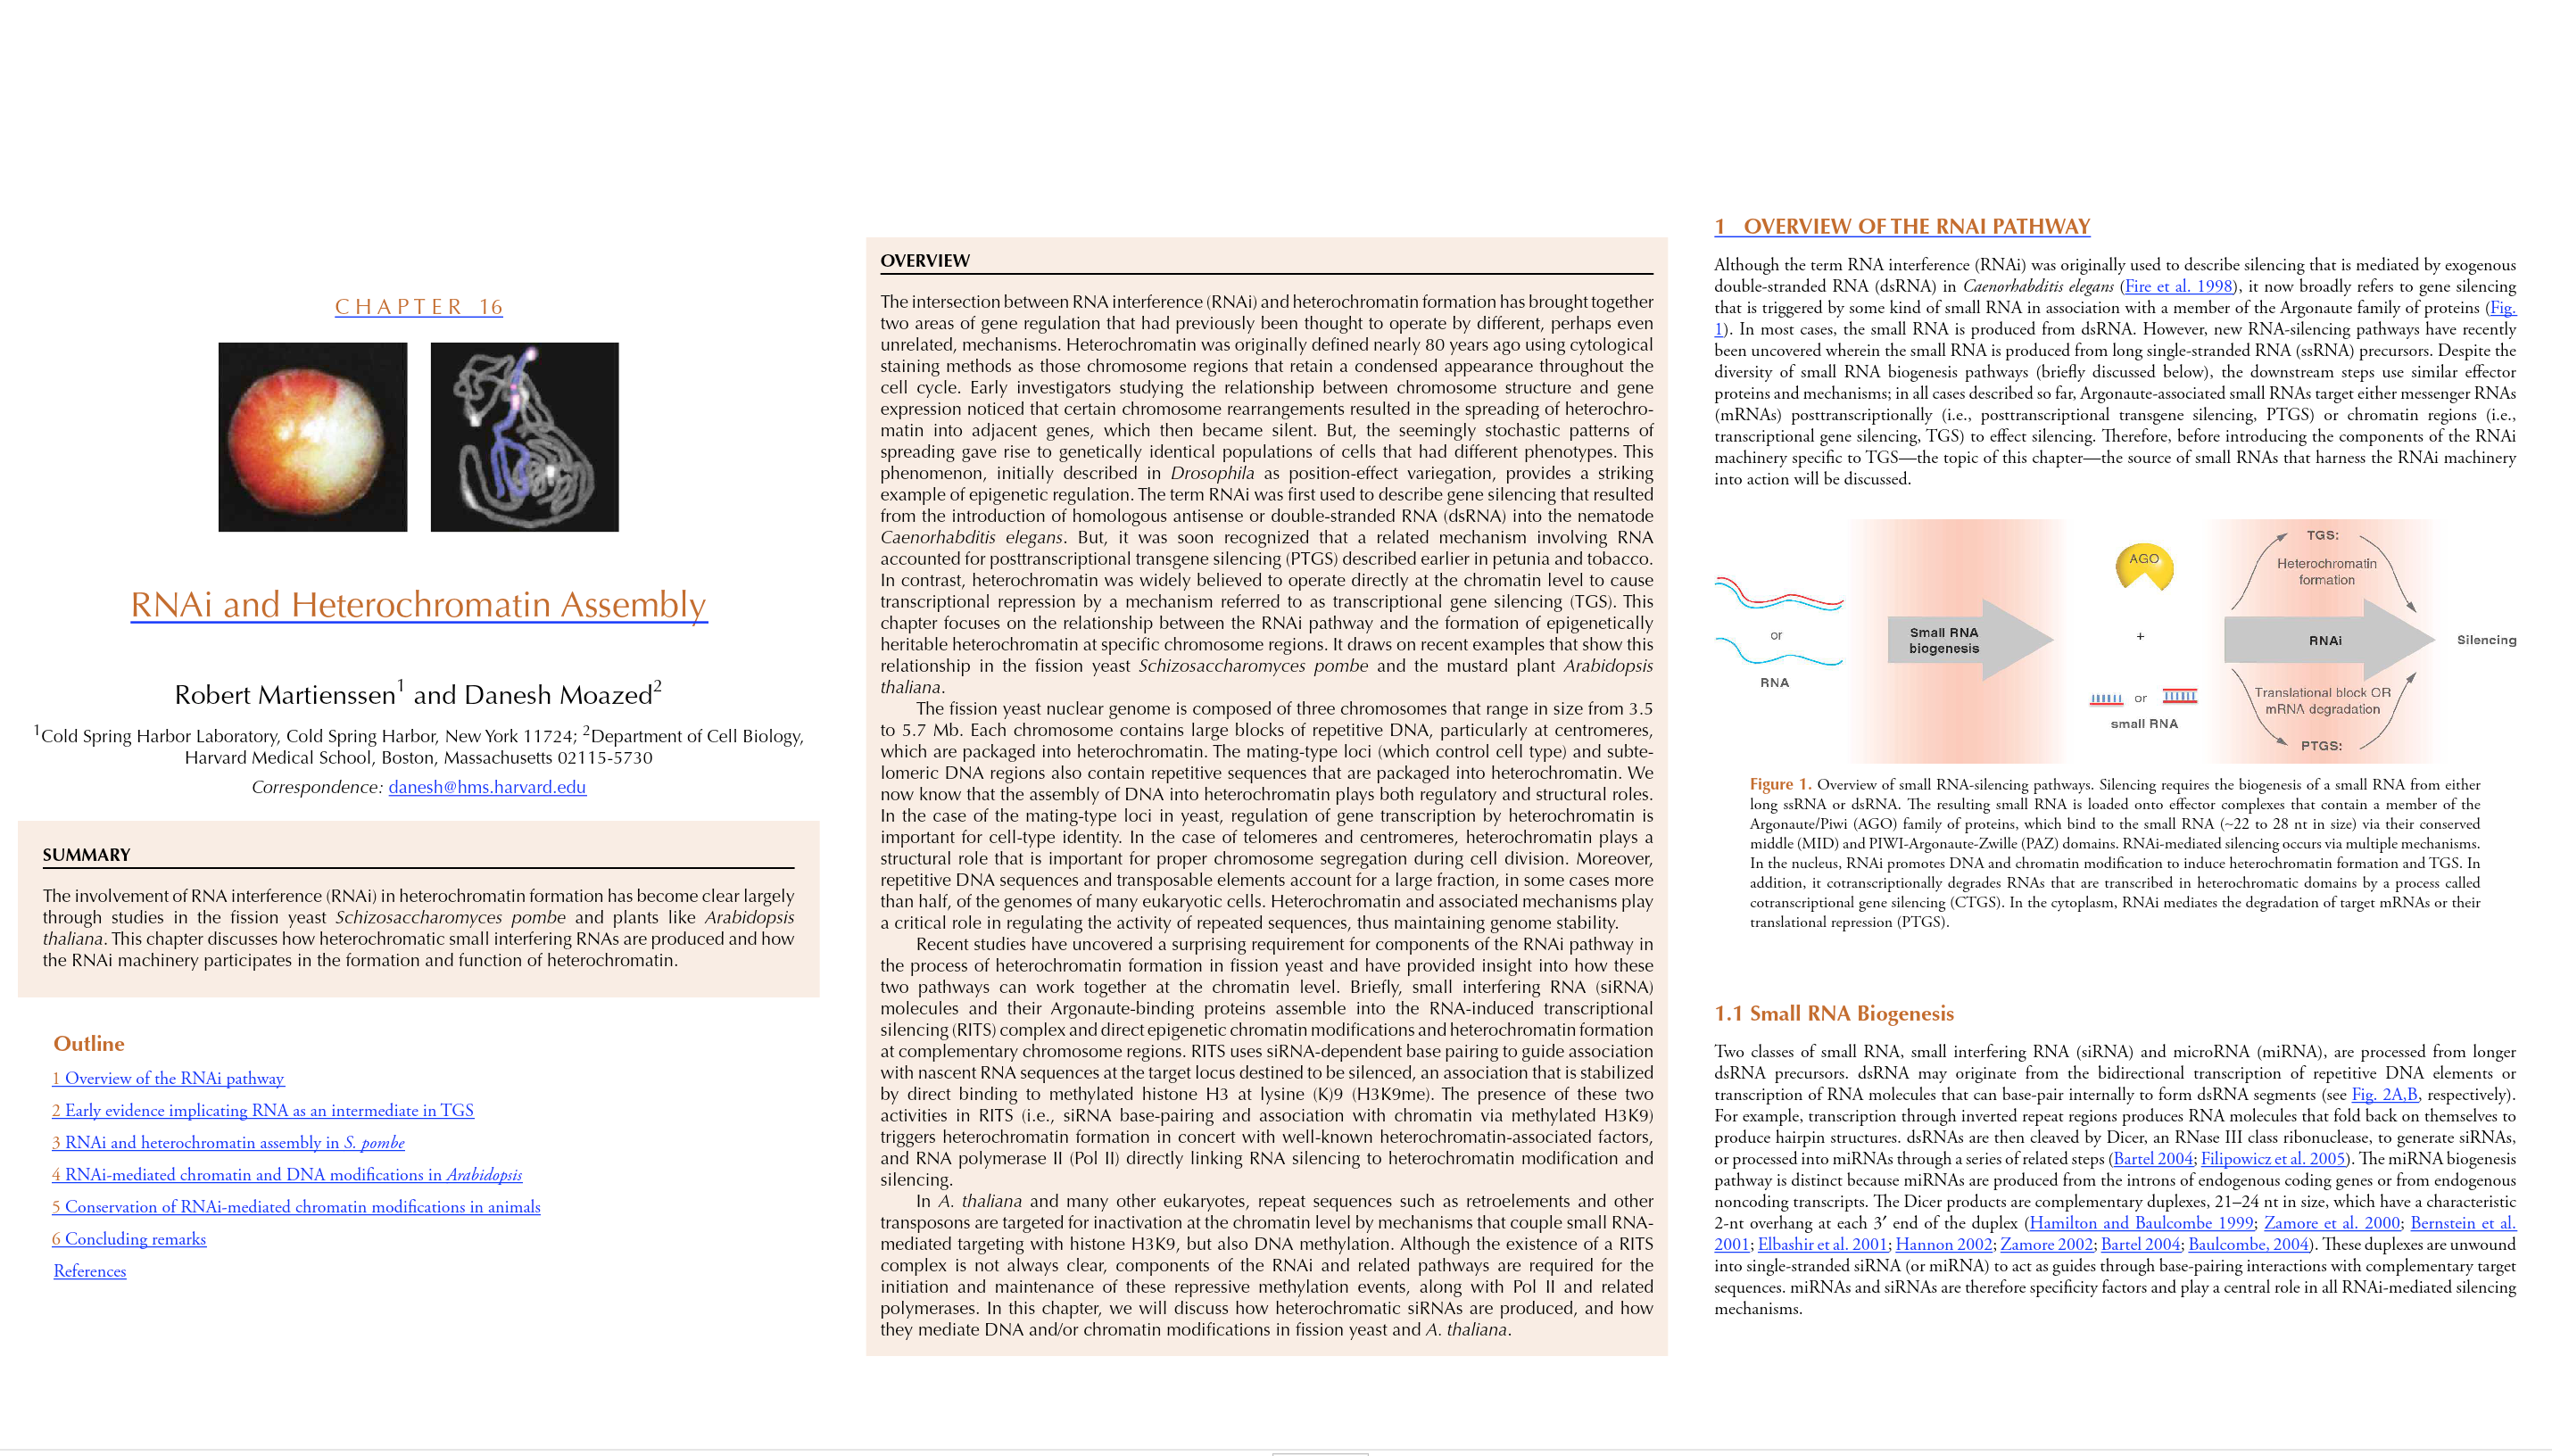 CHAPTER 16
RNAi and Heterochromatin Assembly
Robert Martienssen1 and Danesh Moazed2
1Cold Spring Harbor Laboratory, Cold Spring Harbor, New York 11724; 2Department of Cell Biology,
Harvard Medical School, Boston, Massachusetts 02115-5730
Correspondence: danesh@hms.harvard.edu
SUMMARY
The involvement of RNA interference (RNAi) in heterochromatin formation has become clear largely
through studies in the fission yeast Schizosaccharomyces pombe and plants like Arabidopsis
thaliana. This chapter discusses how heterochromatic small interfering RNAs are produced and how
the RNAi machinery participates in the formation and function of heterochromatin.
Outline
1 Overview of the RNAi pathway
2 Early evidence implicating RNA as an intermediate in TGS
3 RNAi and heterochromatin assembly in S. pombe
4 RNAi-mediated chromatin and DNA modifications in Arabidopsis
5 Conservation of RNAi-mediated chromatin modifications in animals
6 Concluding remarks
References
OVERVIEW
The intersection between RNA interference (RNAi) and heterochromatin formation has brought together
two areas of gene regulation that had previously been thought to operate by different, perhaps even
unrelated, mechanisms. Heterochromatin was originally defined nearly 80 years ago using cytological
staining methods as those chromosome regions that retain a condensed appearance throughout the
cell cycle. Early investigators studying the relationship between chromosome structure and gene
expression noticed that certain chromosome rearrangements resulted in the spreading of heterochro-
matin into adjacent genes, which then became silent. But, the seemingly stochastic patterns of
spreading gave rise to genetically identical populations of cells that had different phenotypes. This
phenomenon, initially described in Drosophila as position-effect variegation, provides a striking
example of epigenetic regulation. The term RNAi was first used to describe gene silencing that resulted
from the introduction of homologous antisense or double-stranded RNA (dsRNA) into the nematode
Caenorhabditis elegans. But, it was soon recognized that a related mechanism involving RNA
accounted for posttranscriptional transgene silencing (PTGS) described earlier in petunia and tobacco.
In contrast, heterochromatin was widely believed to operate directly at the chromatin level to cause
transcriptional repression by a mechanism referred to as transcriptional gene silencing (TGS). This
chapter focuses on the relationship between the RNAi pathway and the formation of epigenetically
heritable heterochromatin at specific chromosome regions. It draws on recent examples that show this
relationship in the fission yeast Schizosaccharomyces pombe and the mustard plant Arabidopsis
thaliana.
The fission yeast nuclear genome is composed of three chromosomes that range in size from 3.5
to 5.7 Mb. Each chromosome contains large blocks of repetitive DNA, particularly at centromeres,
which are packaged into heterochromatin. The mating-type loci (which control cell type) and subte-
lomeric DNA regions also contain repetitive sequences that are packaged into heterochromatin. We
now know that the assembly of DNA into heterochromatin plays both regulatory and structural roles.
In the case of the mating-type loci in yeast, regulation of gene transcription by heterochromatin is
important for cell-type identity. In the case of telomeres and centromeres, heterochromatin plays a
structural role that is important for proper chromosome segregation during cell division. Moreover,
repetitive DNA sequences and transposable elements account for a large fraction, in some cases more
than half, of the genomes of many eukaryotic cells. Heterochromatin and associated mechanisms play
a critical role in regulating the activity of repeated sequences, thus maintaining genome stability.
Recent studies have uncovered a surprising requirement for components of the RNAi pathway in
the process of heterochromatin formation in fission yeast and have provided insight into how these
two pathways can work together at the chromatin level. Briefly, small interfering RNA (siRNA)
molecules and their Argonaute-binding proteins assemble into the RNA-induced transcriptional
silencing (RITS) complex and direct epigenetic chromatin modifications and heterochromatin formation
at complementary chromosome regions. RITS uses siRNA-dependent base pairing to guide association
with nascent RNA sequences at the target locus destined to be silenced, an association that is stabilized
by direct binding to methylated histone H3 at lysine (K)9 (H3K9me). The presence of these two
activities in RITS (i.e., siRNA base-pairing and association with chromatin via methylated H3K9)
triggers heterochromatin formation in concert with well-known heterochromatin-associated factors,
and RNA polymerase II (Pol II) directly linking RNA silencing to heterochromatin modification and
silencing.
In A. thaliana and many other eukaryotes, repeat sequences such as retroelements and other
transposons are targeted for inactivation at the chromatin level by mechanisms that couple small RNA-
mediated targeting with histone H3K9, but also DNA methylation. Although the existence of a RITS
complex is not always clear, components of the RNAi and related pathways are required for the
initiation and maintenance of these repressive methylation events, along with Pol II and related
polymerases. In this chapter, we will discuss how heterochromatic siRNAs are produced, and how
they mediate DNA and/or chromatin modifications in fission yeast and A. thaliana.
1 OVERVIEW OF THE RNAI PATHWAY
Although the term RNA interference (RNAi) was originally used to describe silencing that is mediated by exogenous
double-stranded RNA (dsRNA) in Caenorhabditis elegans (Fire et al. 1998), it now broadly refers to gene silencing
that is triggered by some kind of small RNA in association with a member of the Argonaute family of proteins (Fig.
1). In most cases, the small RNA is produced from dsRNA. However, new RNA-silencing pathways have recently
been uncovered wherein the small RNA is produced from long single-stranded RNA (ssRNA) precursors. Despite the
diversity of small RNA biogenesis pathways (briefly discussed below), the downstream steps use similar effector
proteins and mechanisms; in all cases described so far, Argonaute-associated small RNAs target either messenger RNAs
(mRNAs) posttranscriptionally (i.e., posttranscriptional transgene silencing, PTGS) or chromatin regions (i.e.,
transcriptional gene silencing, TGS) to effect silencing. Therefore, before introducing the components of the RNAi
machinery specific to TGS—the topic of this chapter—the source of small RNAs that harness the RNAi machinery
into action will be discussed.
or
RNA
Small RNA
biogenesis
AGO
+
or
small RNA
TGS:
Heterochromatin
formation
RNAi
Translational block OR
mRNA degradation
PTGS:
Silencing
Figure 1. Overview of small RNA-silencing pathways. Silencing requires the biogenesis of a small RNA from either
long ssRNA or dsRNA. The resulting small RNA is loaded onto effector complexes that contain a member of the
Argonaute/Piwi (AGO) family of proteins, which bind to the small RNA (~22 to 28 nt in size) via their conserved
middle (MID) and PIWI-Argonaute-Zwille (PAZ) domains. RNAi-mediated silencing occurs via multiple mechanisms.
In the nucleus, RNAi promotes DNA and chromatin modification to induce heterochromatin formation and TGS. In
addition, it cotranscriptionally degrades RNAs that are transcribed in heterochromatic domains by a process called
cotranscriptional gene silencing (CTGS). In the cytoplasm, RNAi mediates the degradation of target mRNAs or their
translational repression (PTGS).
1.1 Small RNA Biogenesis
Two classes of small RNA, small interfering RNA (siRNA) and microRNA (miRNA), are processed from longer
dsRNA precursors. dsRNA may originate from the bidirectional transcription of repetitive DNA elements or
transcription of RNA molecules that can base-pair internally to form dsRNA segments (see Fig. 2A,B, respectively).
For example, transcription through inverted repeat regions produces RNA molecules that fold back on themselves to
produce hairpin structures. dsRNAs are then cleaved by Dicer, an RNase III class ribonuclease, to generate siRNAs,
or processed into miRNAs through a series of related steps (Bartel 2004; Filipowicz et al. 2005). The miRNA biogenesis
pathway is distinct because miRNAs are produced from the introns of endogenous coding genes or from endogenous
noncoding transcripts. The Dicer products are complementary duplexes, 21–24 nt in size, which have a characteristic
2-nt overhang at each 3′ end of the duplex (Hamilton and Baulcombe 1999; Zamore et al. 2000; Bernstein et al.
2001; Elbashir et al. 2001; Hannon 2002; Zamore 2002; Bartel 2004; Baulcombe, 2004). These duplexes are unwound
into single-stranded siRNA (or miRNA) to act as guides through base-pairing interactions with complementary target
sequences. miRNAs and siRNAs are therefore specificity factors and play a central role in all RNAi-mediated silencing
mechanisms.